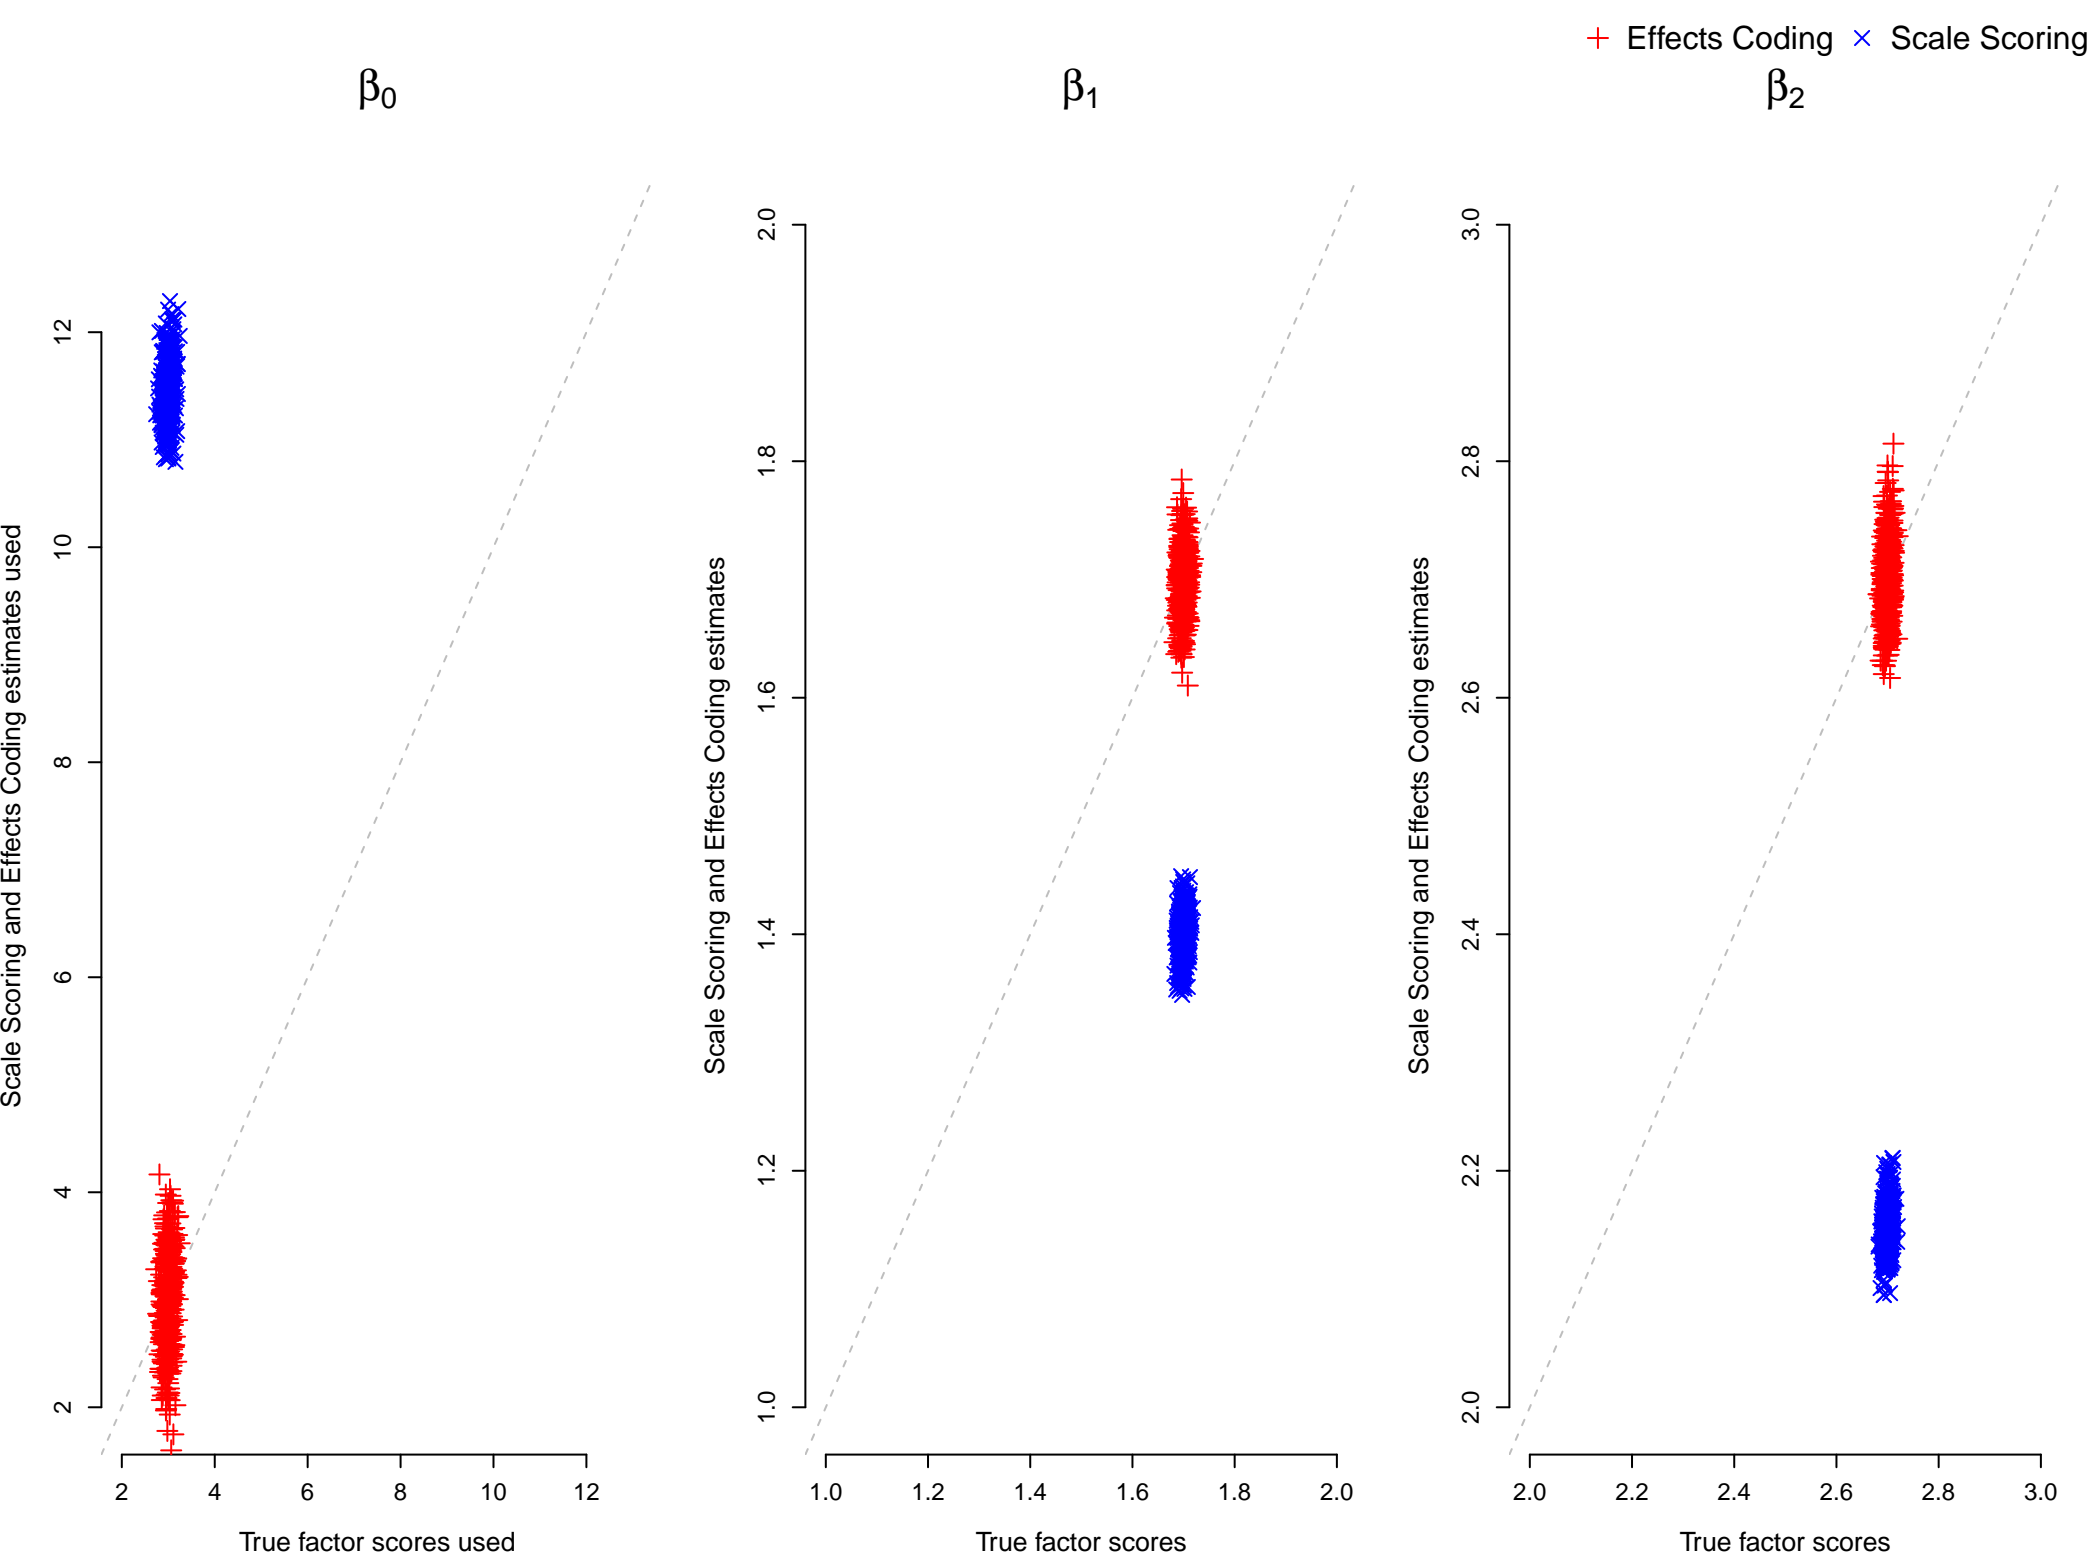 Effects Coding Scale Scoring
β0 β1 β2
Scale Scoring and Effects Coding estimates used
12
10
8
6
4
2
2 4 6 8 10 12
True factor scores used
Scale Scoring and Effects Coding estimates
2.0
1.8
1.6
1.4
1.2
1.0
1.0 1.2 1.4 1.6 1.8 2.0
True factor scores
Scale Scoring and Effects Coding estimates
3.0
2.8
2.6
2.4
2.2
2.0
2.0 2.2 2.4 2.6 2.8 3.0
True factor scores